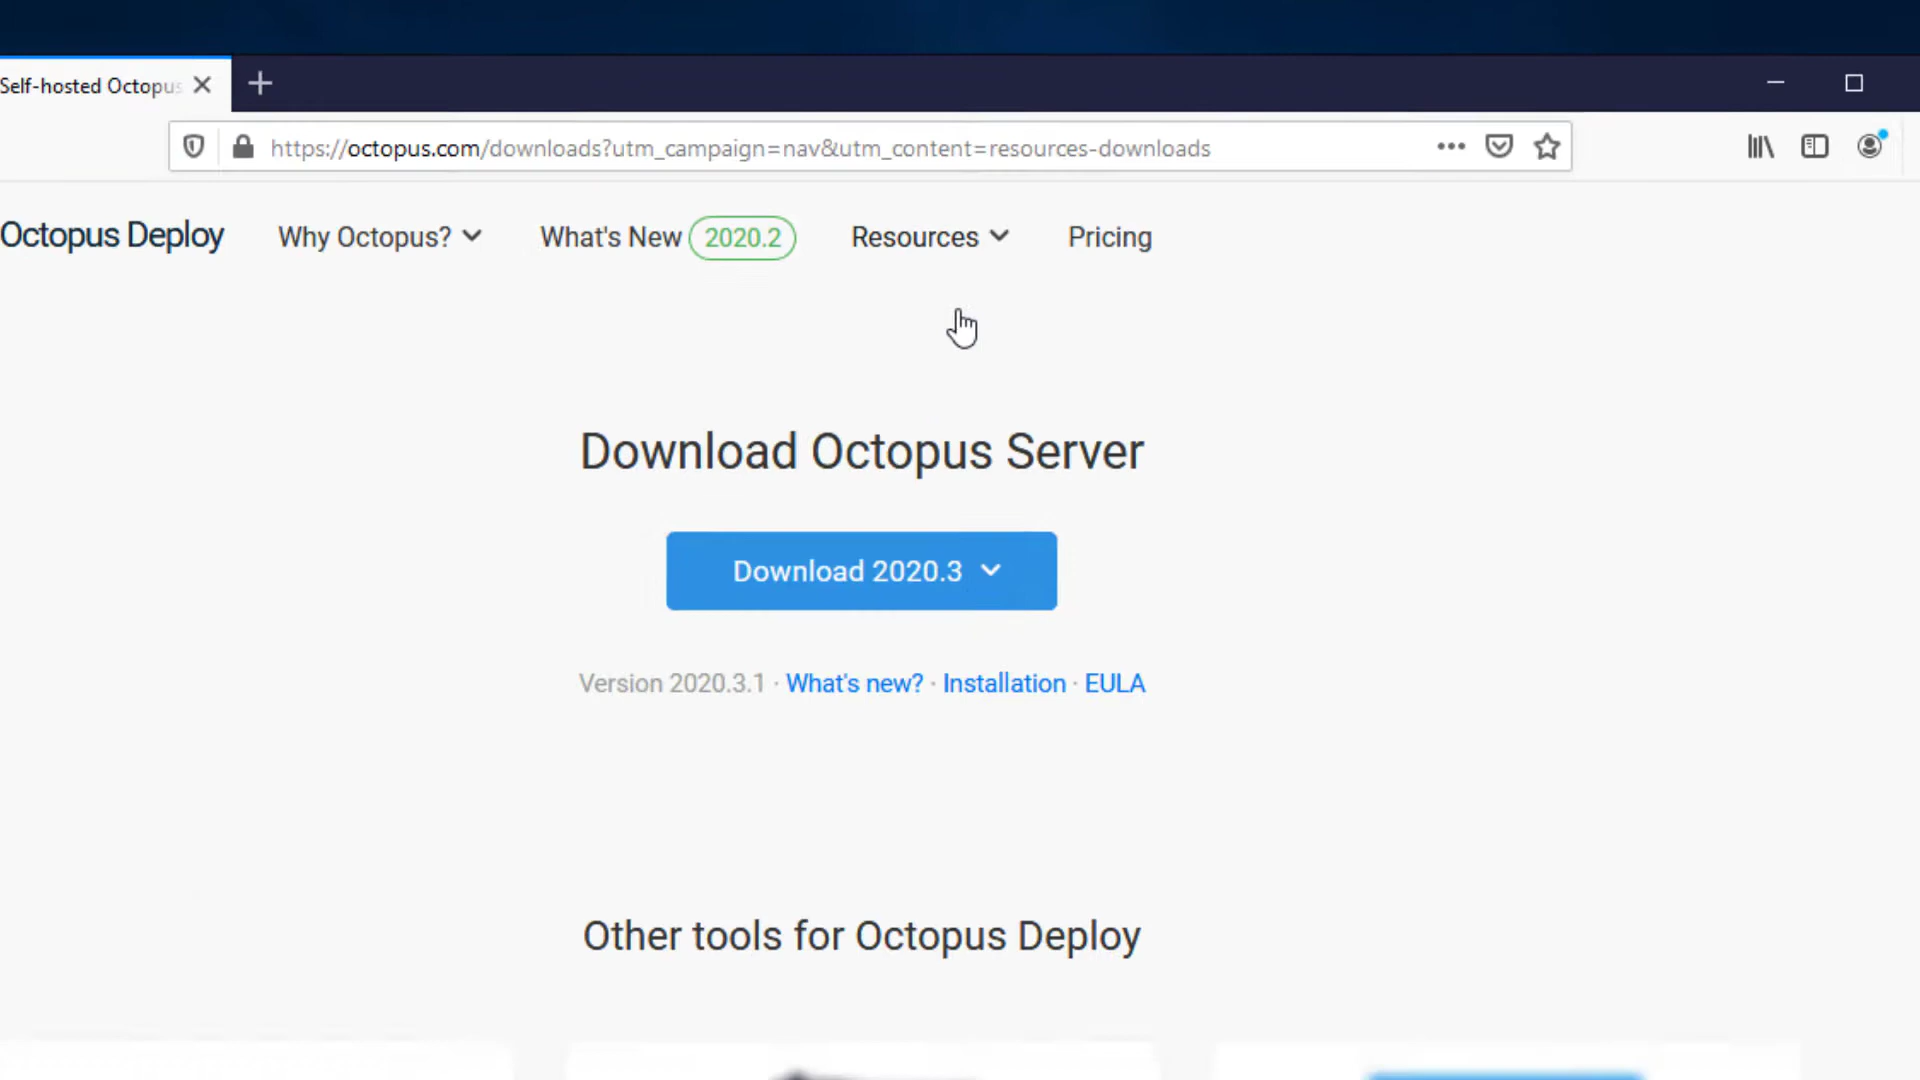 Self-hosted Octopus
https://octopus.com/downloads?utm_campaign=nav&utm_content=resources-downloads
Octopus Deploy Why Octopus? What's New 2020.2 Resources Pricing
Download Octopus Server
Download 2020.3
Version 2020.3.1 · What's new? · Installation · EULA
Other tools for Octopus Deploy